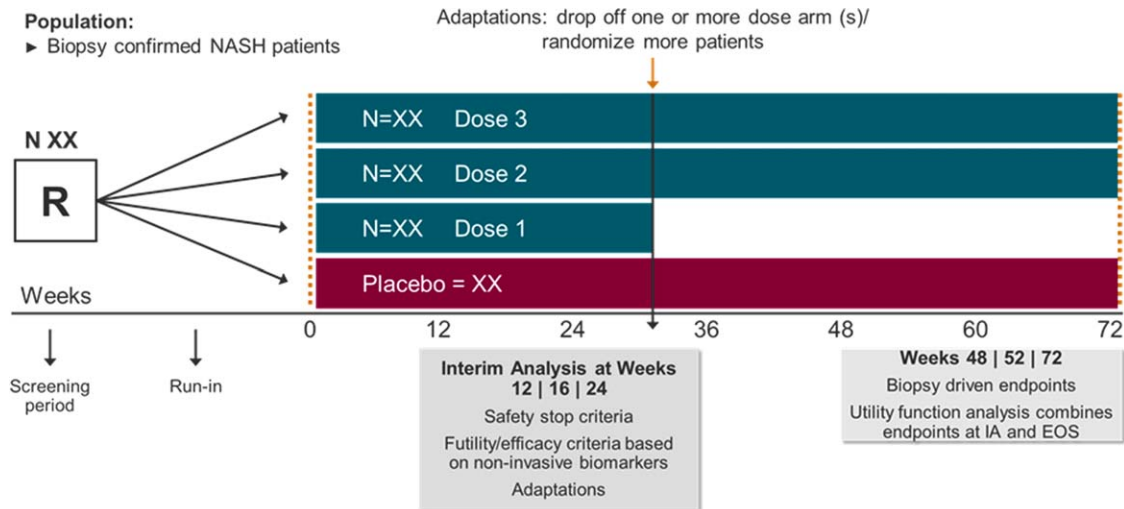 Population:
► Biopsy confirmed NASH patients
Adaptations: drop off one or more dose arm (s)/
randomize more patients
N XX
R
N=XX Dose 3
N=XX Dose 2
N=XX Dose 1
Placebo = XX
Weeks
0 12 24 36 48 60 72
Screening
period
Run-in
Interim Analysis at Weeks
12 | 16 | 24
Safety stop criteria
Futility/efficacy criteria based
on non-invasive biomarkers
Adaptations
Weeks 48 | 52 | 72
Biopsy driven endpoints
Utility function analysis combines
endpoints at IA and EOS